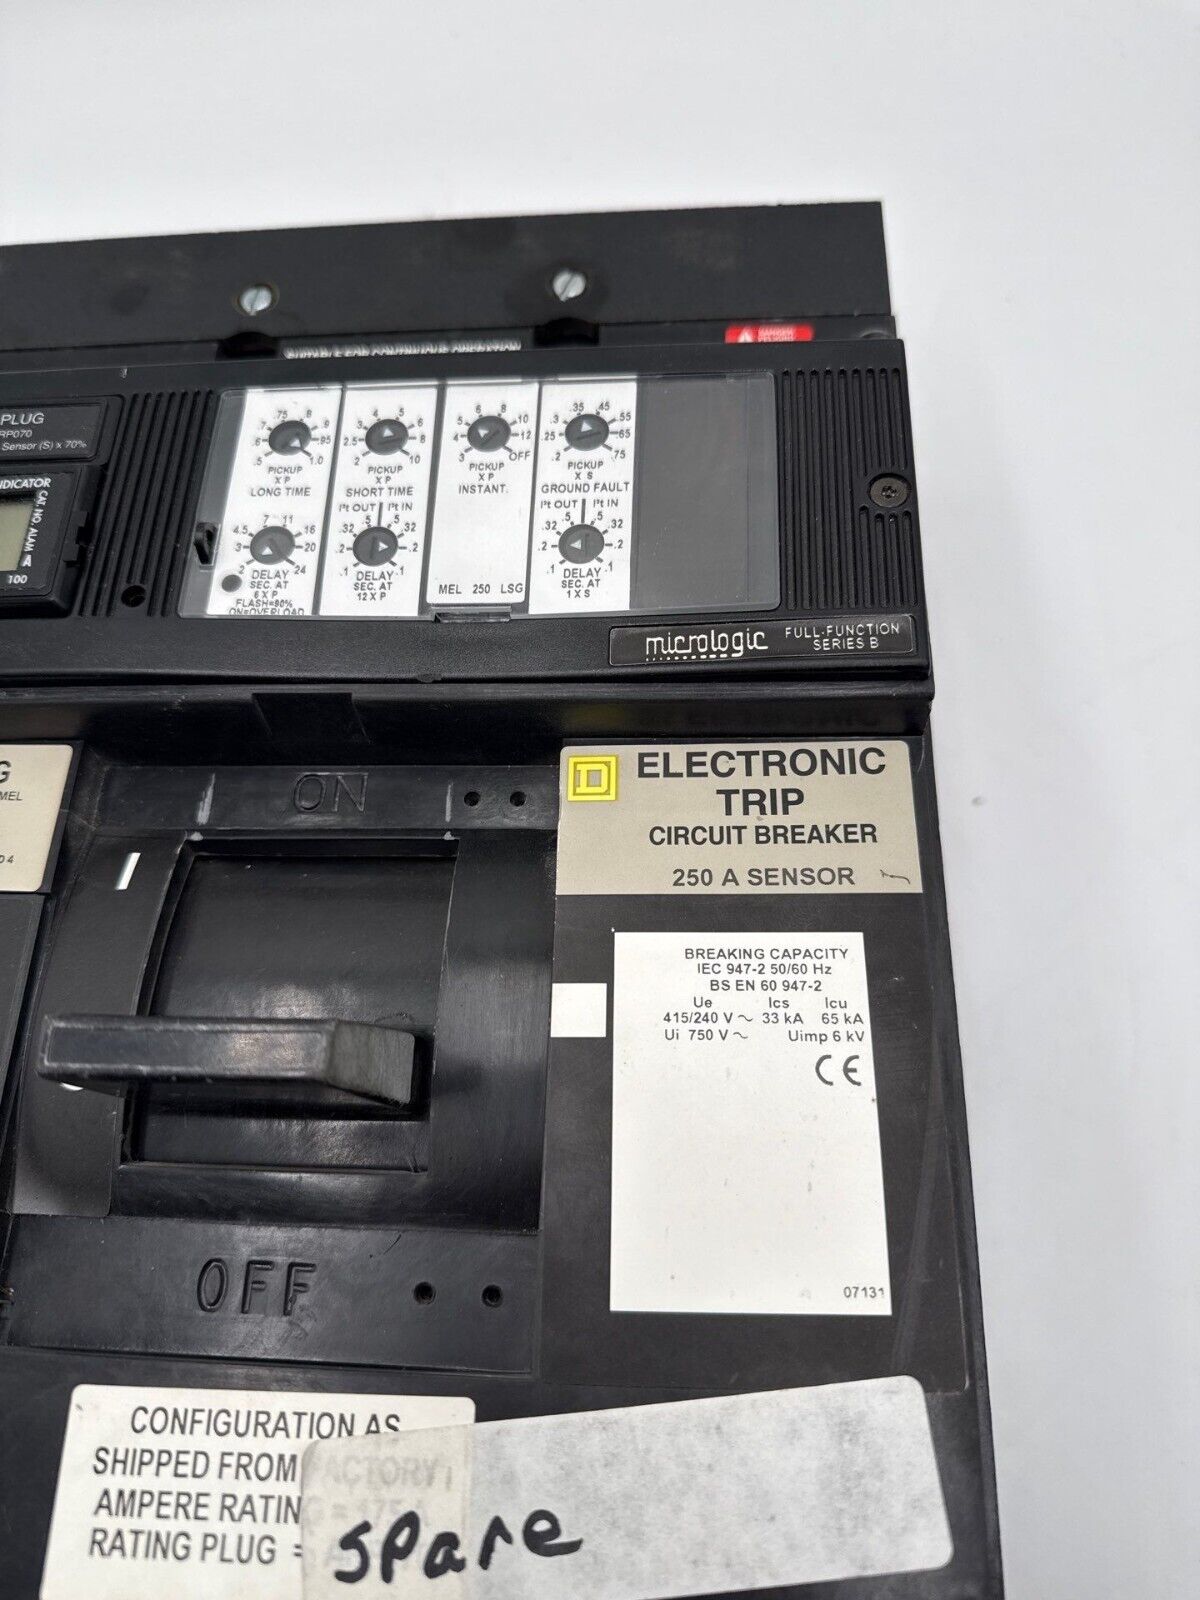 PLUG
RP070
Sensor (S) x 70%
INDICATOR
CAT. NO. ALAM
100
.5 .6 .75 .8 .9 .95 1.0
PICKUP
X P
LONG TIME
2 3 4.5 7 11 16 20 24
DELAY
SEC. AT
6 X P
FLASH=90%
ON=OVERLOAD
2 2.5 3 4 5 6 8 10
PICKUP
X P
SHORT TIME
I²t OUT I²t IN
.1 .2 .32 .5 .5 .32 .2 .1
DELAY
SEC. AT
12 X P
3 4 5 6 8 10 12 OFF
PICKUP
X P
INSTANT.
MEL 250 LSG
.2 .25 .3 .35 .45 .55 .65 .75
PICKUP
X S
GROUND FAULT
I²t OUT I²t IN
.1 .2 .32 .5 .5 .32 .2 .1
DELAY
SEC. AT
1 X S
micrologic
FULL-FUNCTION
SERIES B
G
MEL
04
ON
OFF
D
ELECTRONIC
TRIP
CIRCUIT BREAKER
250 A SENSOR
BREAKING CAPACITY
IEC 947-2 50/60 Hz
BS EN 60 947-2
Ue Ics Icu
415/240 V ~ 33 kA 65 kA
Ui 750 V ~ Uimp 6 kV
CE
07131
CONFIGURATION AS
SHIPPED FROM FACTORY
AMPERE RATING = 175
RATING PLUG =
spare